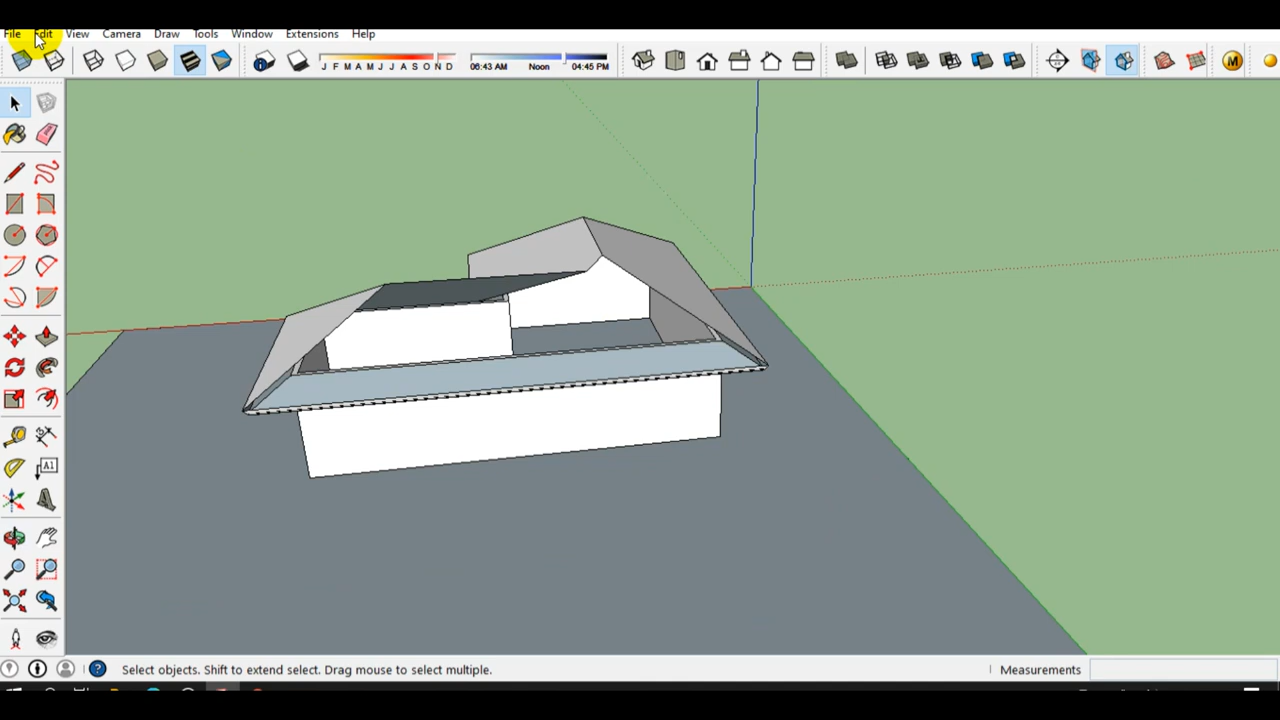 File Edit View Camera Draw Tools Window Extensions Help
J F M A M J J A S O N D 06:43 AM Noon 04:45 PM
M
A1
Select objects. Shift to extend select. Drag mouse to select multiple. Measurements